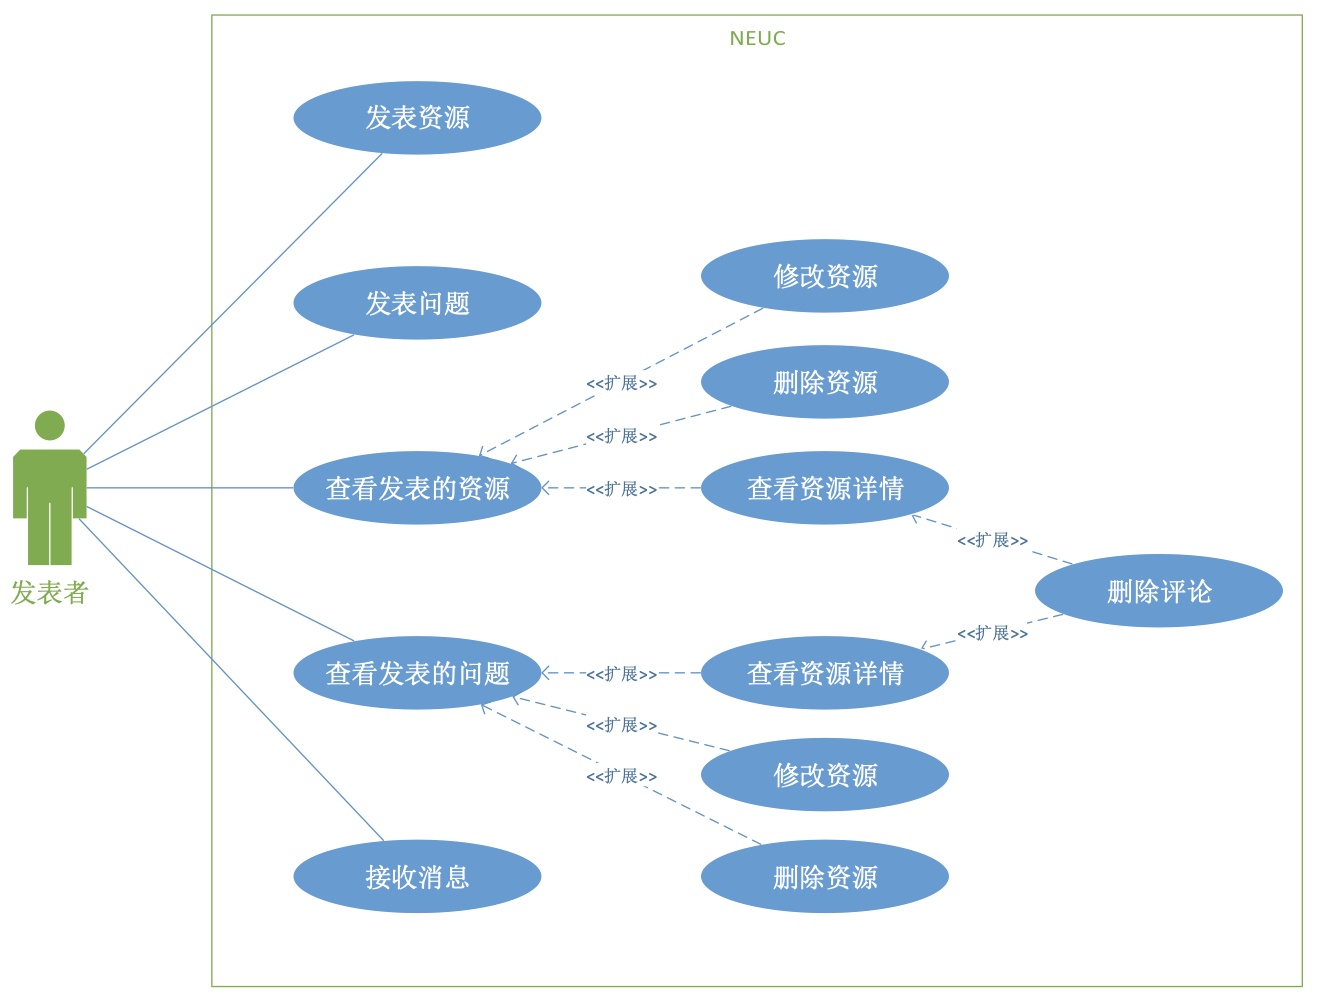 NEUC
发表资源
发表问题
修改资源
<<扩展>>
删除资源
<<扩展>>
查看发表的资源
<<扩展>>
查看资源详情
<<扩展>>
发表者
删除评论
<<扩展>>
查看发表的问题
<<扩展>>
查看资源详情
<<扩展>>
修改资源
<<扩展>>
接收消息
删除资源